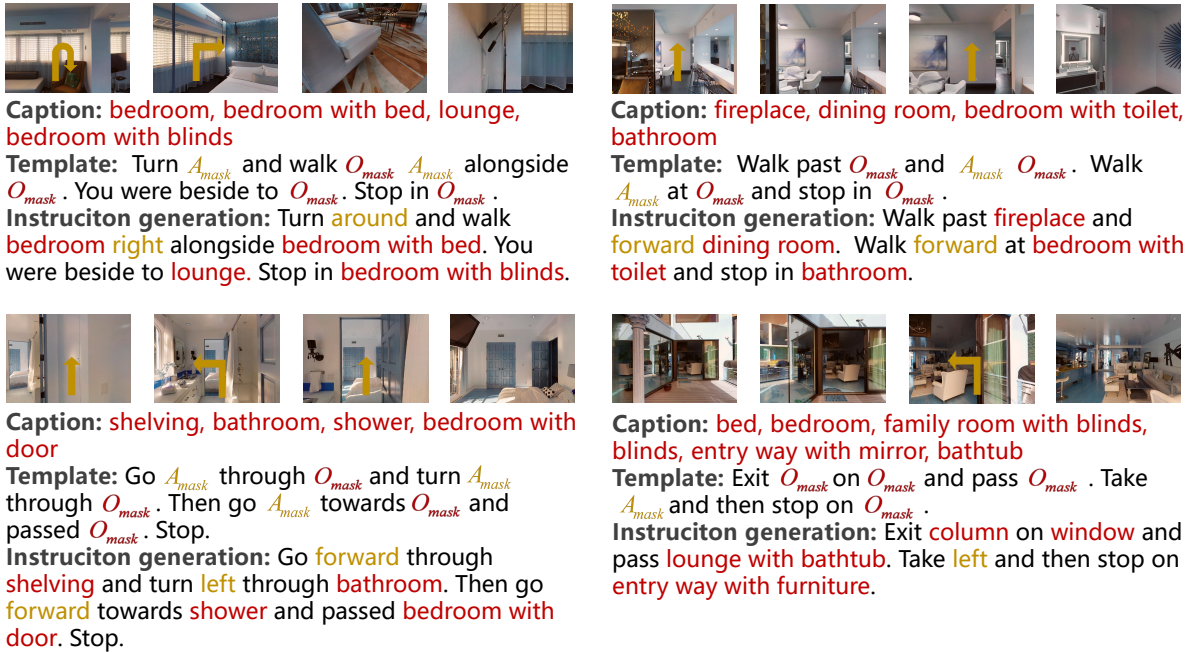 Caption: bedroom, bedroom with bed, lounge,
bedroom with blinds
Template: Turn A_mask and walk O_mask A_mask alongside
O_mask . You were beside to O_mask. Stop in O_mask .
Instruciton generation: Turn around and walk
bedroom right alongside bedroom with bed. You
were beside to lounge. Stop in bedroom with blinds.
Caption: fireplace, dining room, bedroom with toilet,
bathroom
Template: Walk past O_mask and A_mask O_mask . Walk
A_mask at O_mask and stop in O_mask .
Instruciton generation: Walk past fireplace and
forward dining room. Walk forward at bedroom with
toilet and stop in bathroom.
Caption: shelving, bathroom, shower, bedroom with
door
Template: Go A_mask through O_mask and turn A_mask
through O_mask . Then go A_mask towards O_mask and
passed O_mask . Stop.
Instruciton generation: Go forward through
shelving and turn left through bathroom. Then go
forward towards shower and passed bedroom with
door. Stop.
Caption: bed, bedroom, family room with blinds,
blinds, entry way with mirror, bathtub
Template: Exit O_mask on O_mask and pass O_mask . Take
A_mask and then stop on O_mask .
Instruciton generation: Exit column on window and
pass lounge with bathtub. Take left and then stop on
entry way with furniture.